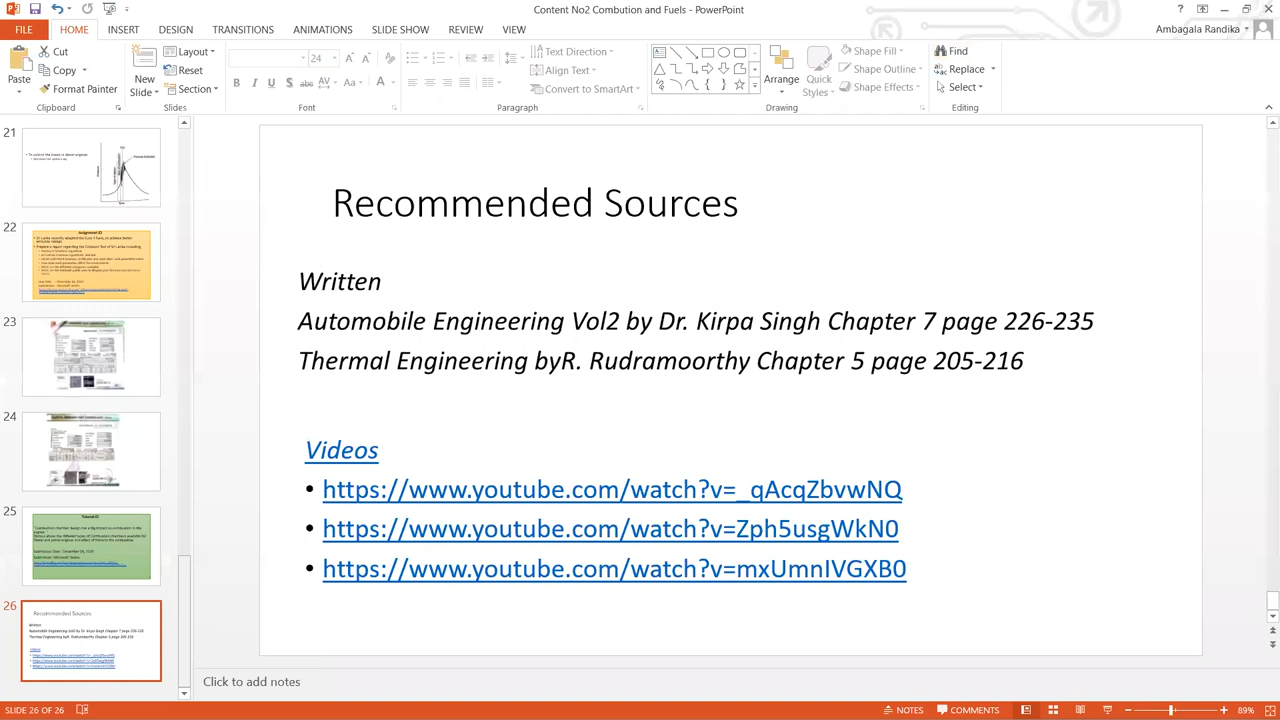 Content No2 Combution and Fuels - PowerPoint
FILE HOME INSERT DESIGN TRANSITIONS ANIMATIONS SLIDE SHOW REVIEW VIEW
Ambagala Randika
Paste
Cut
Copy
Format Painter
Clipboard
New Slide
Layout
Reset
Section
Slides
24
Font
Text Direction
Align Text
Convert to SmartArt
Paragraph
Arrange
Quick Styles
Shape Fill
Shape Outline
Shape Effects
Drawing
Find
Replace
Select
Editing
21
22
23
24
25
26
Recommended Sources
Written
Automobile Engineering Vol2 by Dr. Kirpa Singh Chapter 7 page 226-235
Thermal Engineering byR. Rudramoorthy Chapter 5 page 205-216
Videos
• https://www.youtube.com/watch?v=_qAcqZbvwNQ
• https://www.youtube.com/watch?v=Zph5usgWkN0
• https://www.youtube.com/watch?v=mxUmnIVGXB0
Click to add notes
SLIDE 26 OF 26
NOTES
COMMENTS
89%